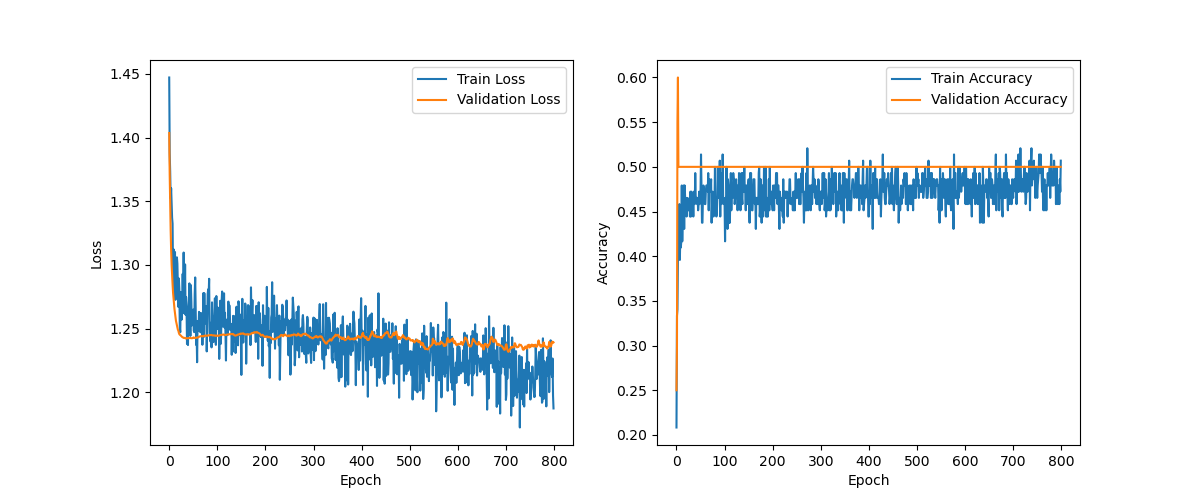 1.45
1.40
1.35
1.30
1.25
1.20
Loss
0 100 200 300 400 500 600 700 800
Epoch
Train Loss
Validation Loss
0.60
0.55
0.50
0.45
0.40
0.35
0.30
0.25
0.20
Accuracy
0 100 200 300 400 500 600 700 800
Epoch
Train Accuracy
Validation Accuracy